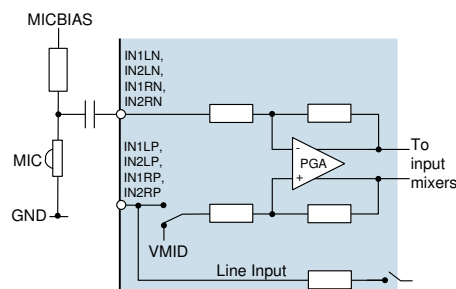 MICBIAS
IN1LN,
IN2LN,
IN1RN,
IN2RN
MIC
IN1LP,
IN2LP,
IN1RP,
IN2RP
GND
VMID
-
PGA
+
To
input
mixers
Line Input